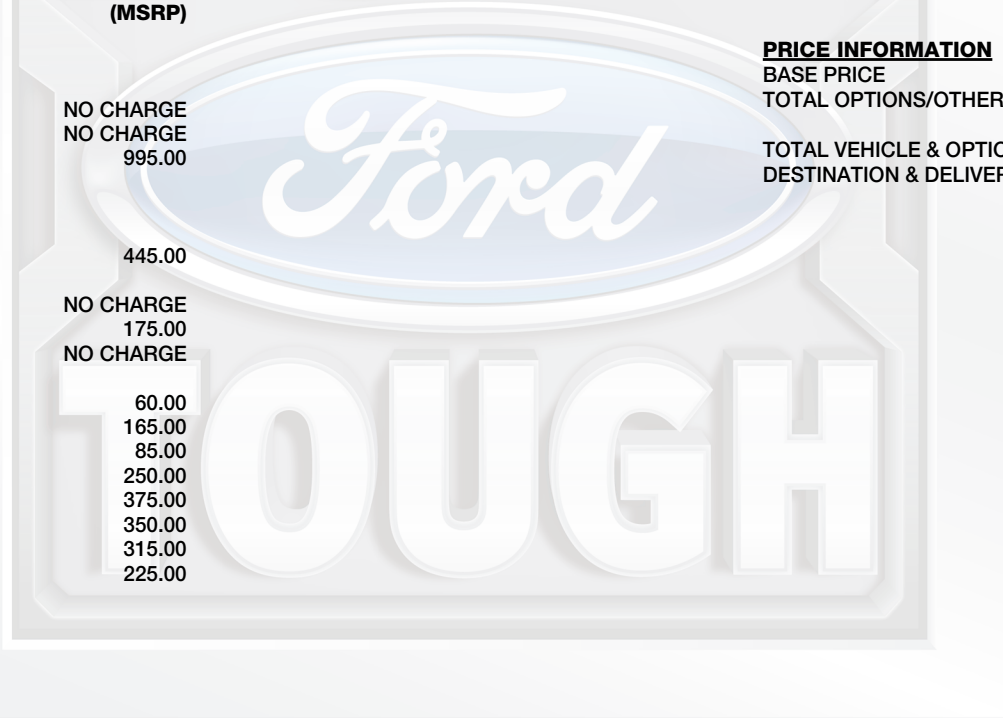 (MSRP)
NO CHARGE
NO CHARGE
995.00
445.00
NO CHARGE
175.00
NO CHARGE
60.00
165.00
85.00
250.00
375.00
350.00
315.00
225.00
PRICE INFORMATION
BASE PRICE
TOTAL OPTIONS/OTHER
TOTAL VEHICLE & OPTIO
DESTINATION & DELIVER
Ford
TOUGH